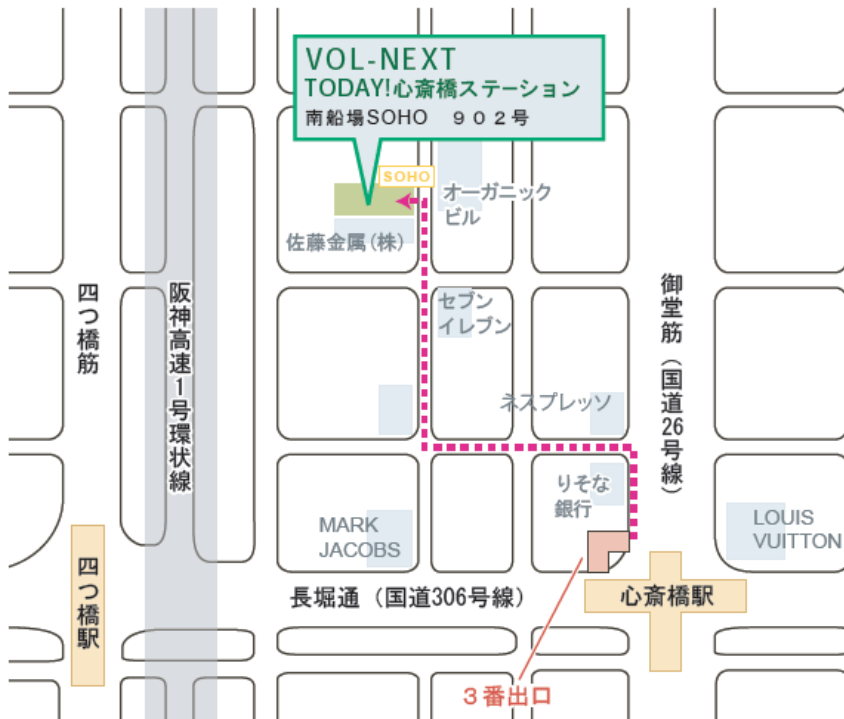 VOL-NEXT
TODAY!心斎橋ステーション
南船場SOHO　９０２号
SOHO
オーガニック
ビル
佐藤金属(株)
四つ橋筋
阪神高速1号環状線
セブン
イレブン
御堂筋（国道26号線）
ネスプレッソ
りそな
銀行
MARK
JACOBS
LOUIS
VUITTON
四つ橋駅
長堀通（国道306号線）
心斎橋駅
３番出口